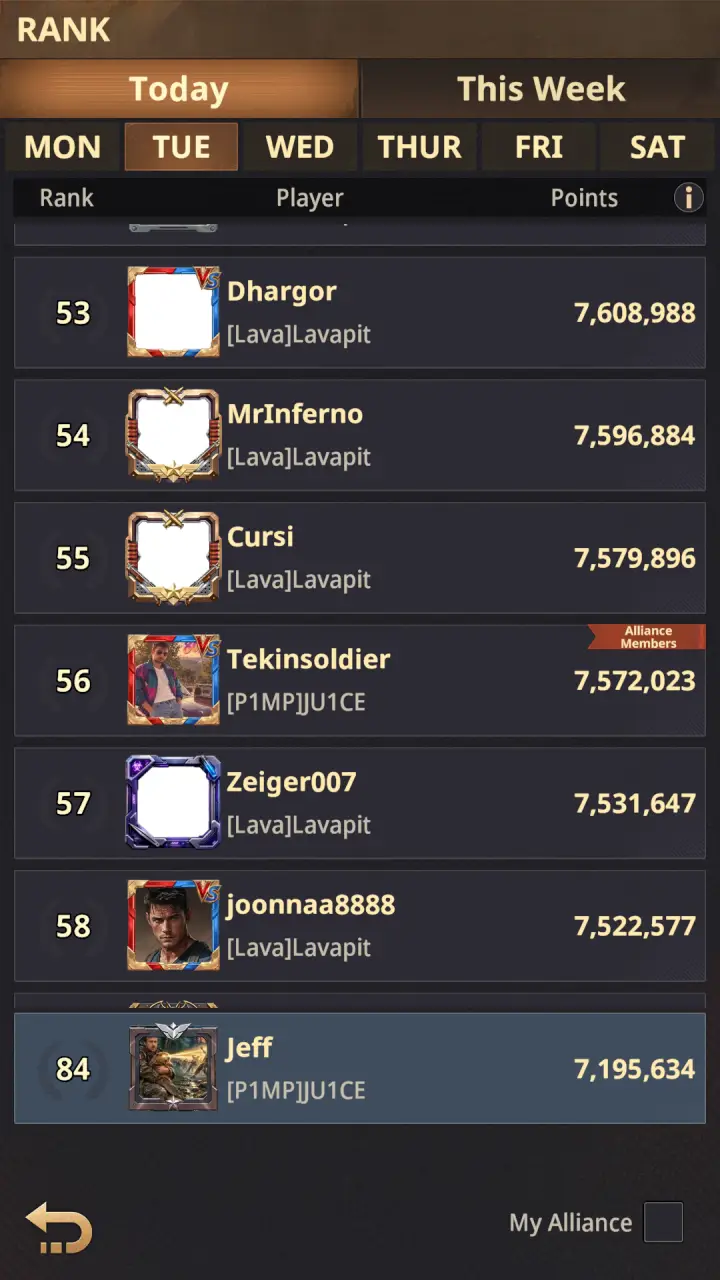 RANK
Today
This Week
MON
TUE
WED
THUR
FRI
SAT
Rank
Player
Points
53
Dhargor
[Lava]Lavapit
7,608,988
54
MrInferno
[Lava]Lavapit
7,596,884
55
Cursi
[Lava]Lavapit
7,579,896
Alliance
Members
56
Tekinsoldier
[P1MP]JU1CE
7,572,023
57
Zeiger007
[Lava]Lavapit
7,531,647
58
joonnaa8888
[Lava]Lavapit
7,522,577
84
Jeff
[P1MP]JU1CE
7,195,634
My Alliance